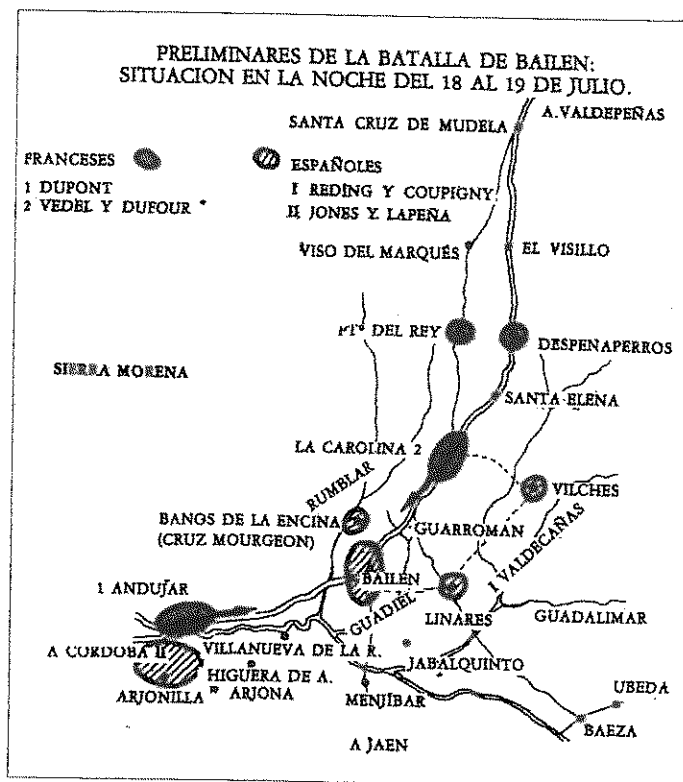 PRELIMINARES DE LA BATALLA DE BAILEN:
SITUACION EN LA NOCHE DEL 18 AL 19 DE JULIO.
A. VALDEPEÑAS
SANTA CRUZ DE MUDELA
FRANCESES
1 DUPONT
2 VEDEL Y DUFOUR
ESPAÑOLES
I REDING Y COUPIGNY
II JONES Y LAPEÑA
VISO DEL MARQUÉS
EL VISILLO
PTº DEL REY
DESPENAPERROS
SIERRA MORENA
SANTA ELENA
LA CAROLINA 2
RUMBLAR
VILCHES
BANOS DE LA ENCINA
(CRUZ MOURGEON)
GUARROMAN
I VALDECAÑAS
BAILÉN
1 ANDUJAR
GUADIEL
LINARES
GUADALIMAR
A CORDOBA II
VILLANUEVA DE LA R.
JABALQUINTO
HIGUERA DE A.
ARJONILLA
ARJONA
MENJÍBAR
UBEDA
BAEZA
A JAEN